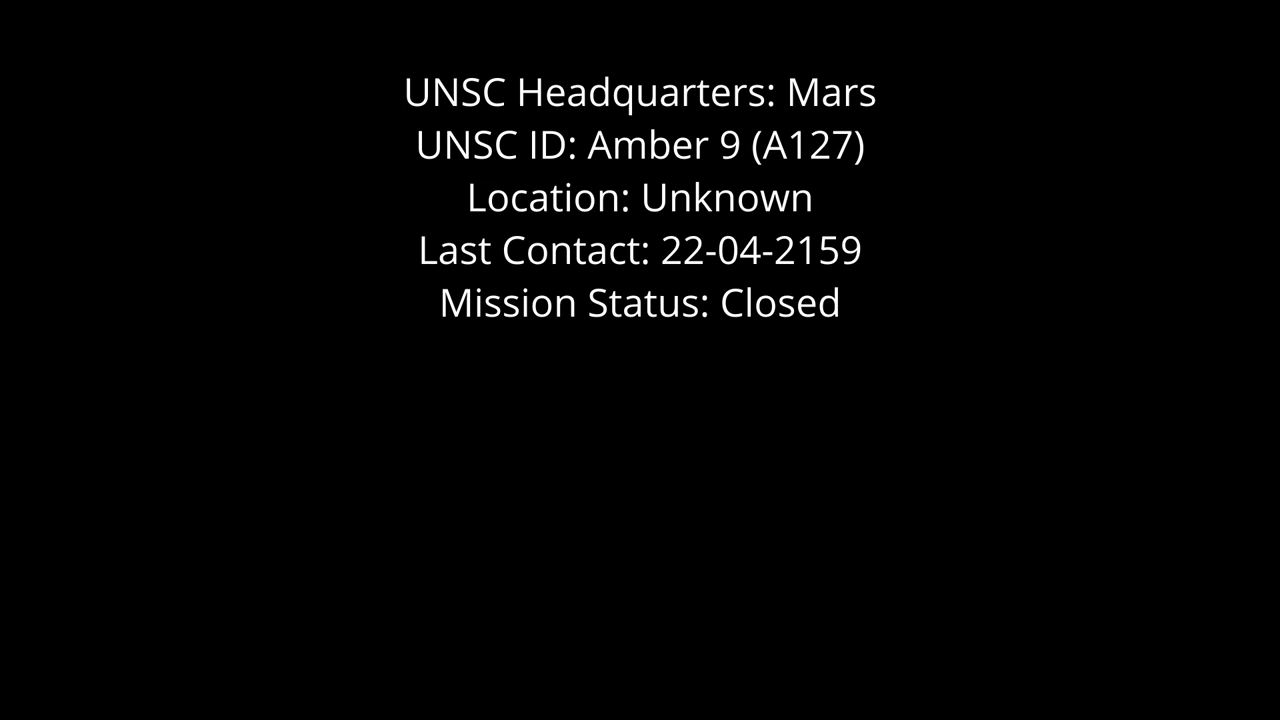 UNSC Headquarters: Mars
UNSC ID: Amber 9 (A127)
Location: Unknown
Last Contact: 22-04-2159
Mission Status: Closed